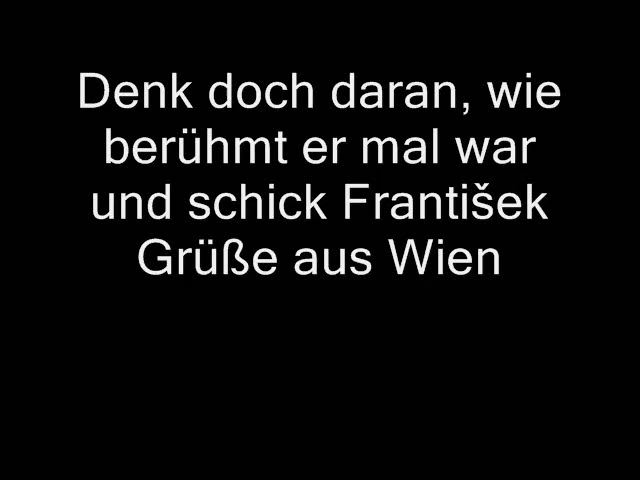 Denk doch daran, wie
berühmt er mal war
und schick František
Grüße aus Wien